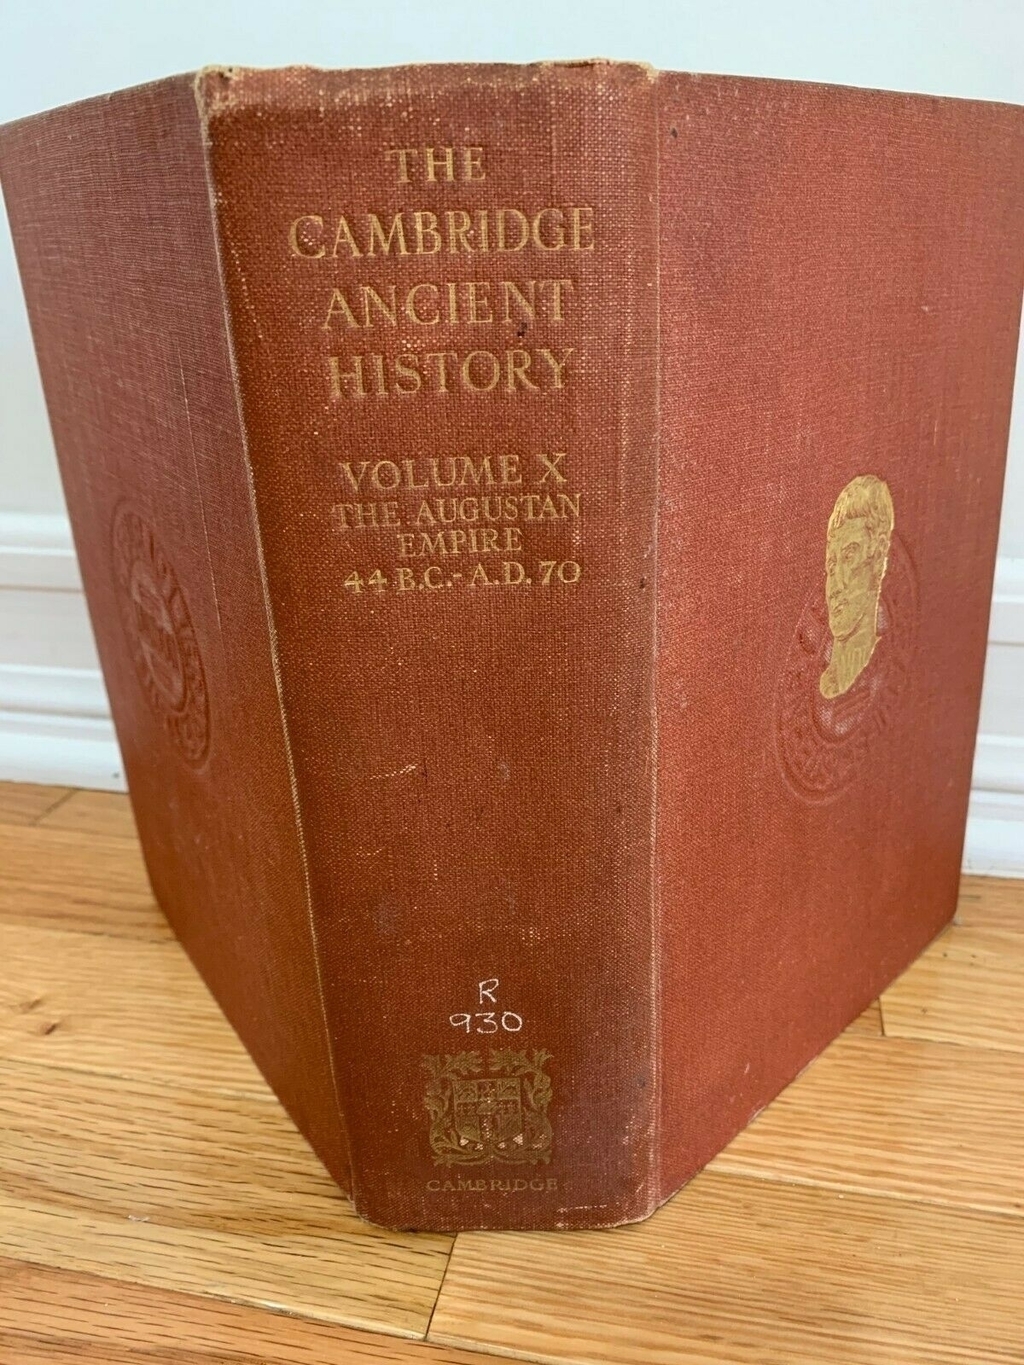 THE
CAMBRIDGE
ANCIENT
HISTORY
VOLUME X
THE AUGUSTAN
EMPIRE
44 B.C.-A.D. 70
R
930
CAMBRIDGE